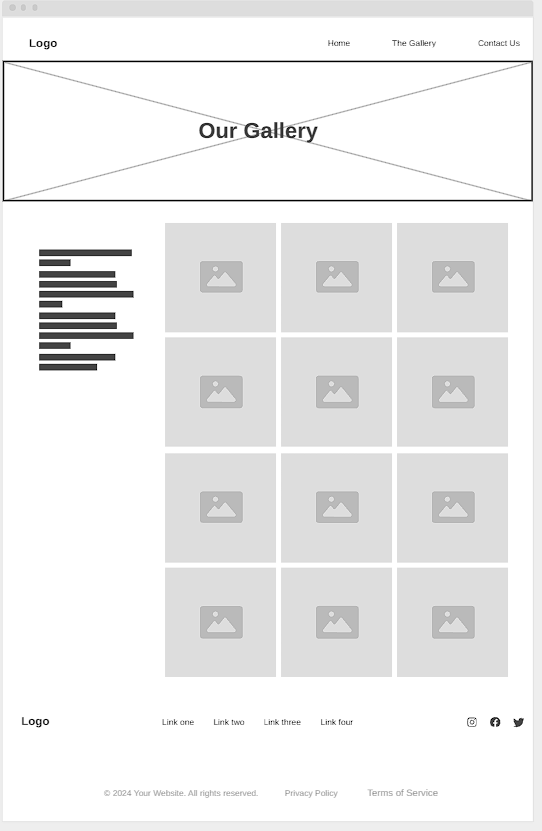 Logo
Home The Gallery Contact Us
Our Gallery
Logo
Link one Link two Link three Link four
© 2024 Your Website. All rights reserved. Privacy Policy Terms of Service